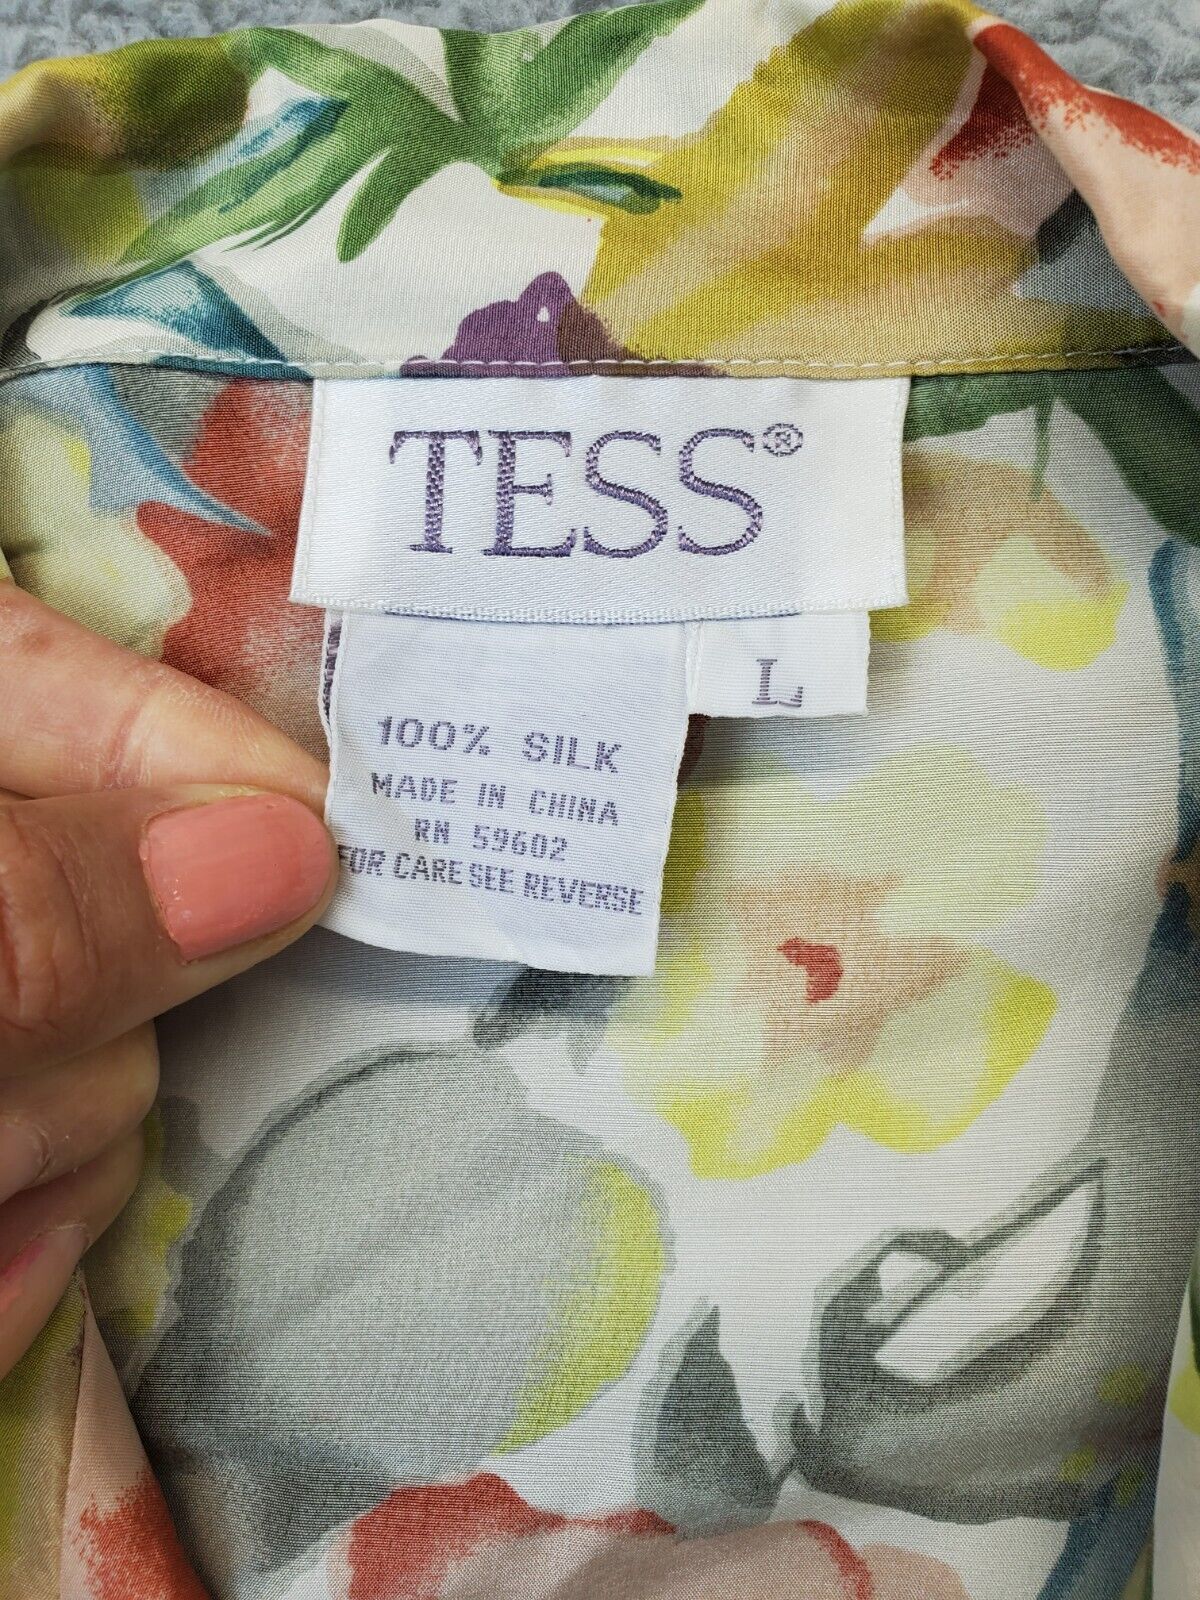 TESS®
L
100% SILK
MADE IN CHINA
RN 59602
FOR CARE SEE REVERSE